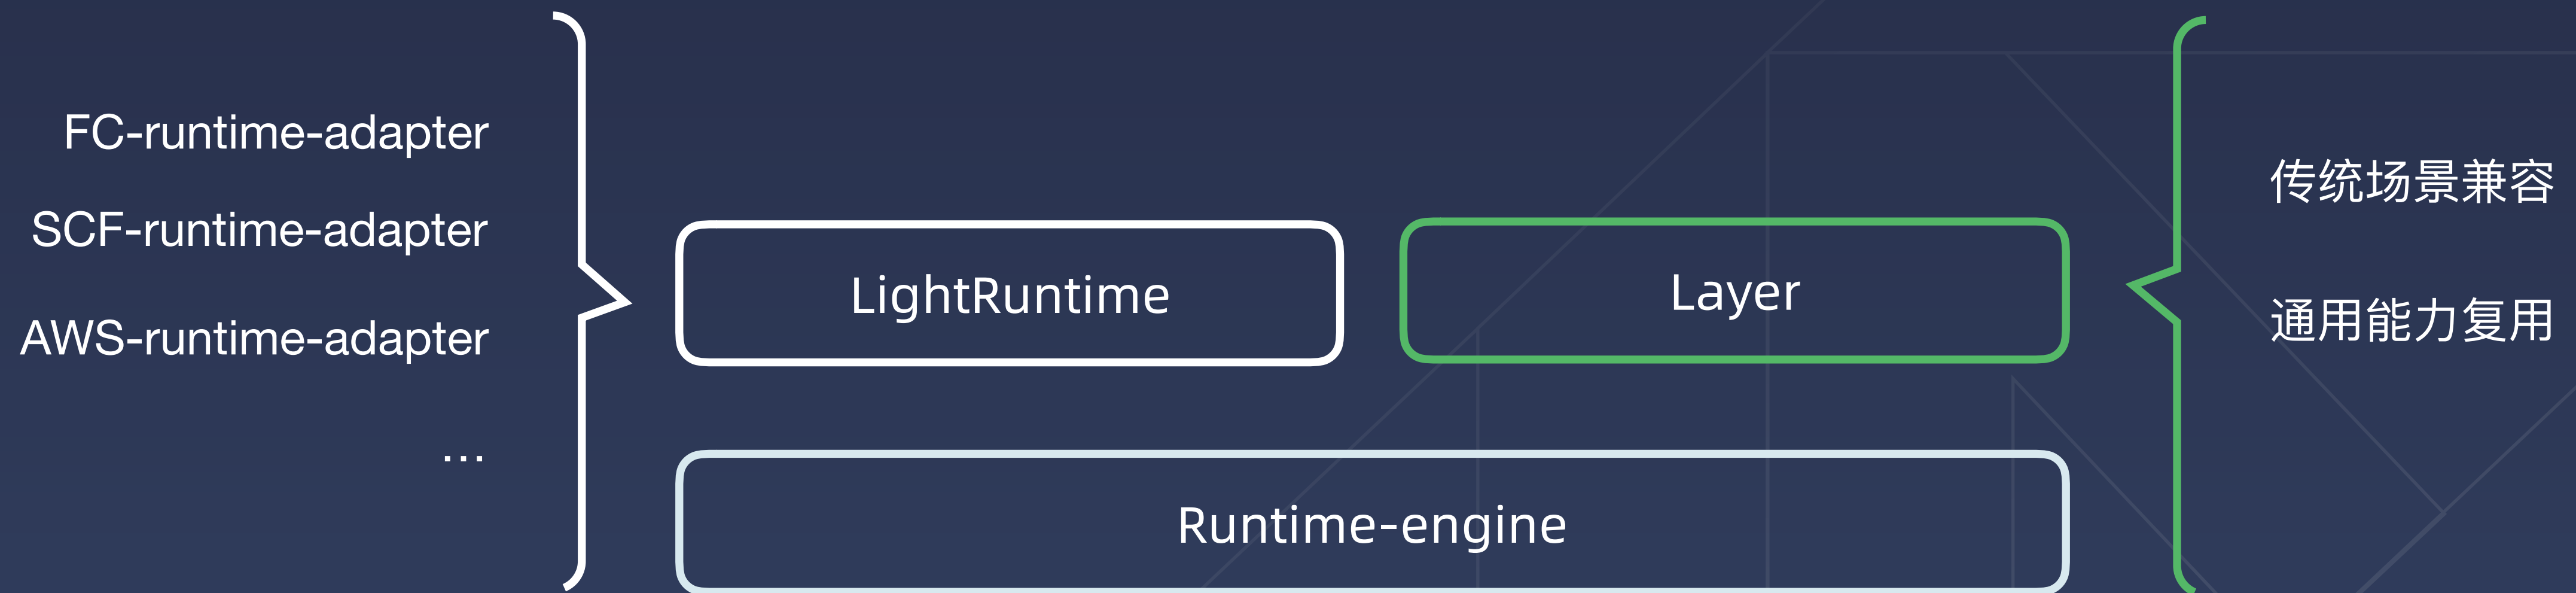 FC-runtime-adapter
SCF-runtime-adapter
AWS-runtime-adapter
...
LightRuntime
Layer
Runtime-engine
传统场景兼容
通用能力复用